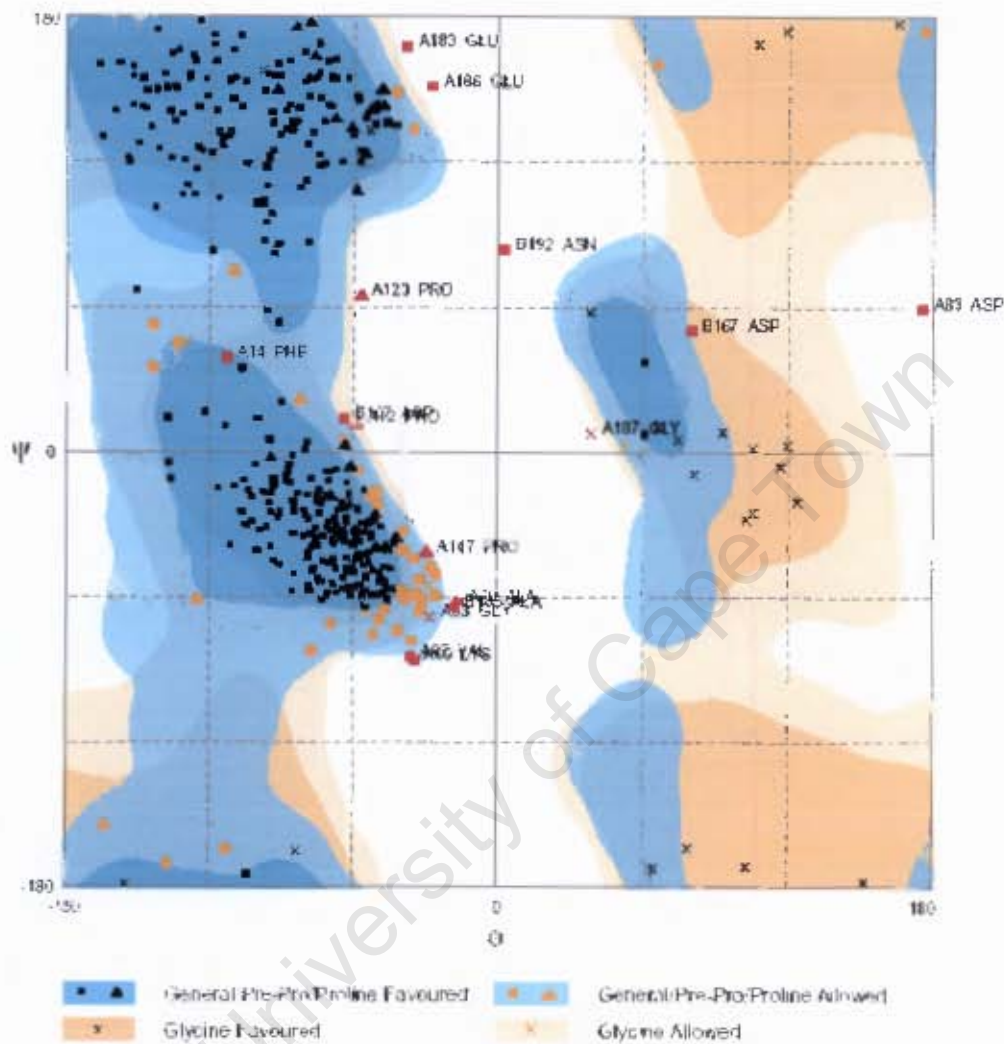 180
A183 GLU
A186 GLU
B192 ASN
A123 PRO
A83 ASP
B167 ASP
A14 PHE
A187 GLY
Ψ 0
A147 PRO
-180
0
180
General/Pre-Pro/Proline Favoured
General/Pre-Pro/Proline Allowed
Glycine Favoured
Glycine Allowed
University of Cape Town